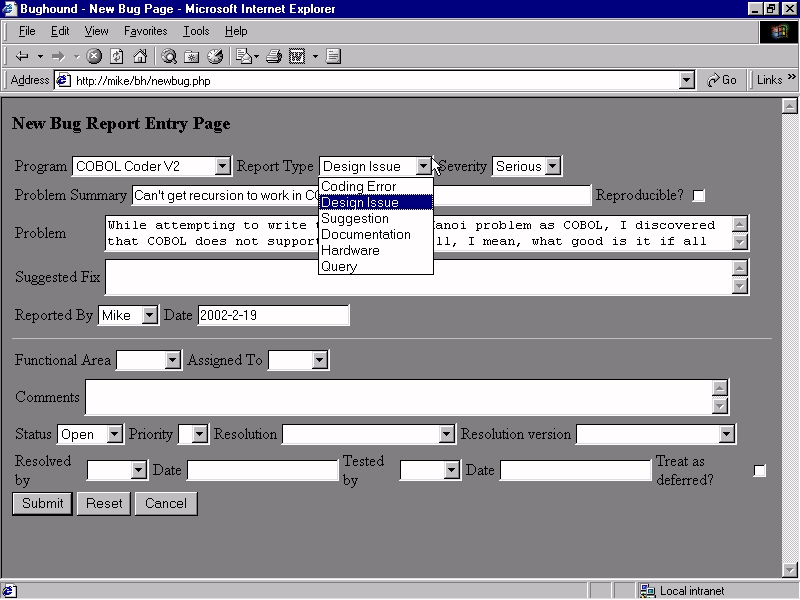 Bughound - New Bug Page - Microsoft Internet Explorer
File Edit View Favorites Tools Help
Address http://mike/bh/newbug.php Go Links »
New Bug Report Entry Page
Program COBOL Coder V2 Report Type Design Issue Severity Serious
Coding Error
Design Issue
Suggestion
Documentation
Hardware
Query
Problem Summary Can't get recursion to work in Reproducible?
Problem While attempting to write problem as COBOL, I discovered
that COBOL does not support I mean, what good is it if all
Suggested Fix
Reported By Mike Date 2002-2-19
Functional Area Assigned To
Comments
Status Open Priority Resolution Resolution version
Resolved by Date Tested by Date Treat as deferred?
Submit Reset Cancel
Local intranet